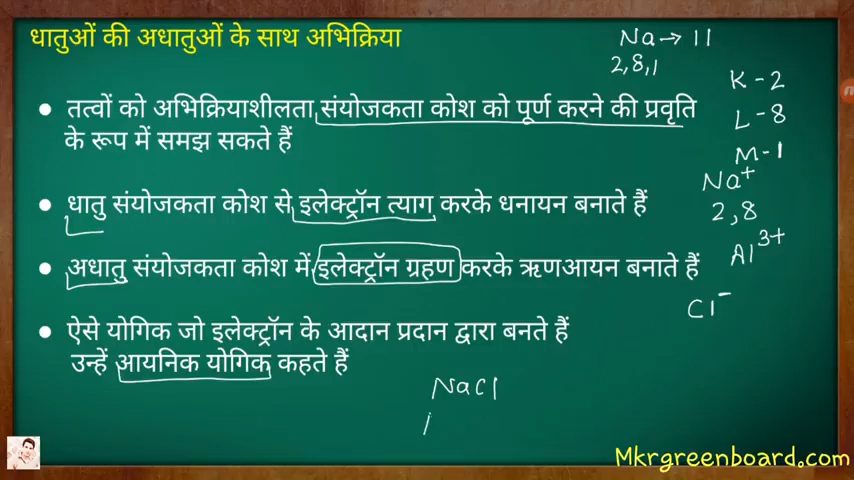 धातुओं की अधातुओं के साथ अभिक्रिया
Na → 11
2,8,1
K - 2
L - 8
M - 1
Na⁺
2,8
Al³⁺
Cl⁻
● तत्वों को अभिक्रियाशीलता संयोजकता कोश को पूर्ण करने की प्रवृति
के रूप में समझ सकते हैं
● धातु संयोजकता कोश से इलेक्ट्रॉन त्याग करके धनायन बनाते हैं
● अधातु संयोजकता कोश में इलेक्ट्रॉन ग्रहण करके ऋणआयन बनाते हैं
● ऐसे योगिक जो इलेक्ट्रॉन के आदान प्रदान द्वारा बनते हैं
उन्हें आयनिक योगिक कहते हैं
NaCl
Mkrgreenboard.com